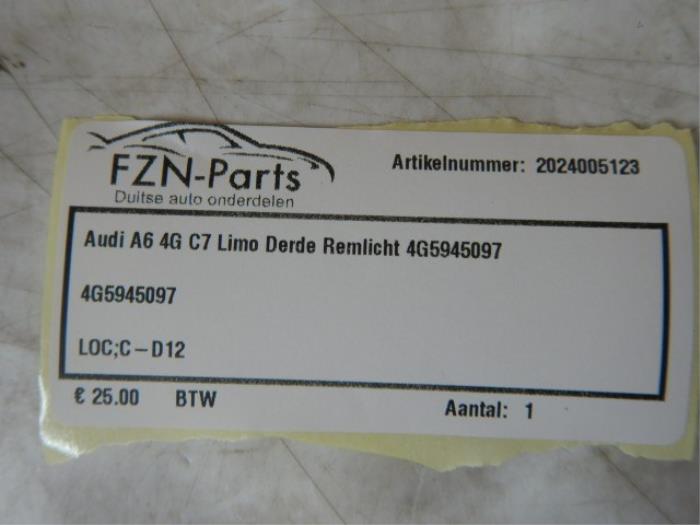 FZN-Parts
Duitse auto onderdelen
Artikelnummer: 2024005123
Audi A6 4G C7 Limo Derde Remlicht 4G5945097
4G5945097
LOC;C-D12
€ 25.00 BTW Aantal: 1